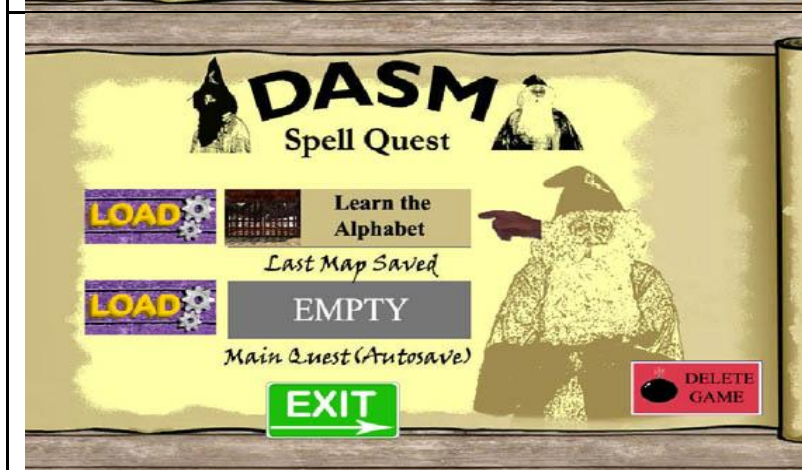 DASM
Spell Quest
LOAD
Learn the
Alphabet
Last Map Saved
LOAD
EMPTY
Main Quest (Autosave)
EXIT
DELETE
GAME